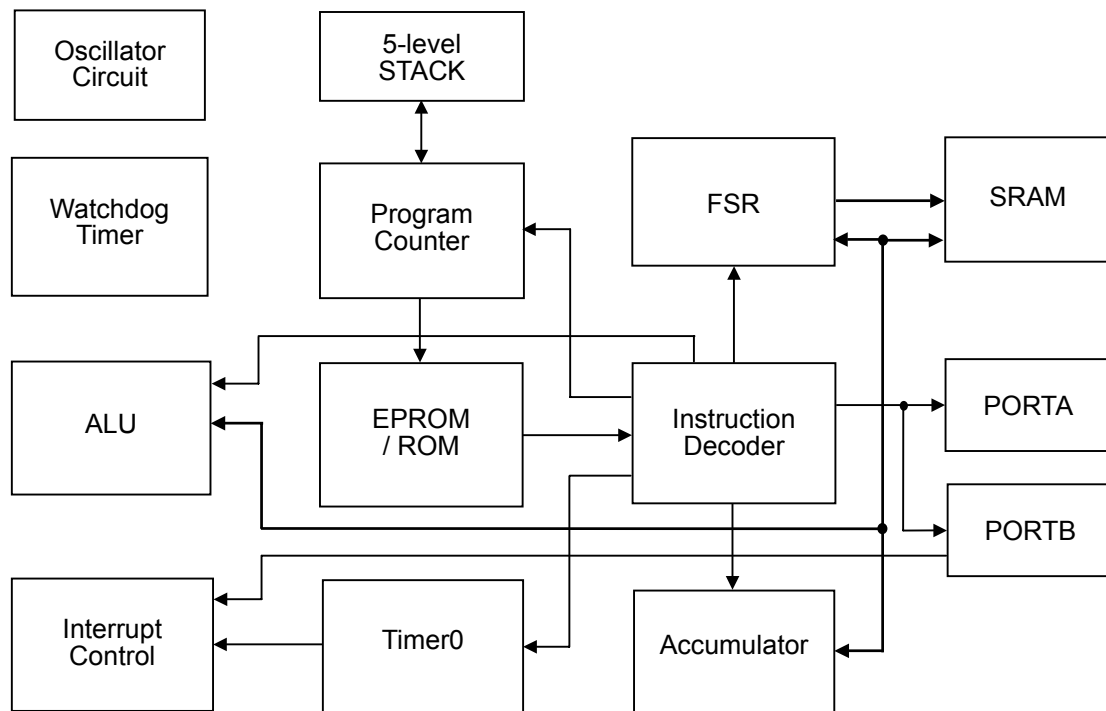 Oscillator
Circuit
5-level
STACK
Watchdog
Timer
Program
Counter
FSR
SRAM
ALU
EPROM
/ ROM
Instruction
Decoder
PORTA
PORTB
Interrupt
Control
Timer0
Accumulator